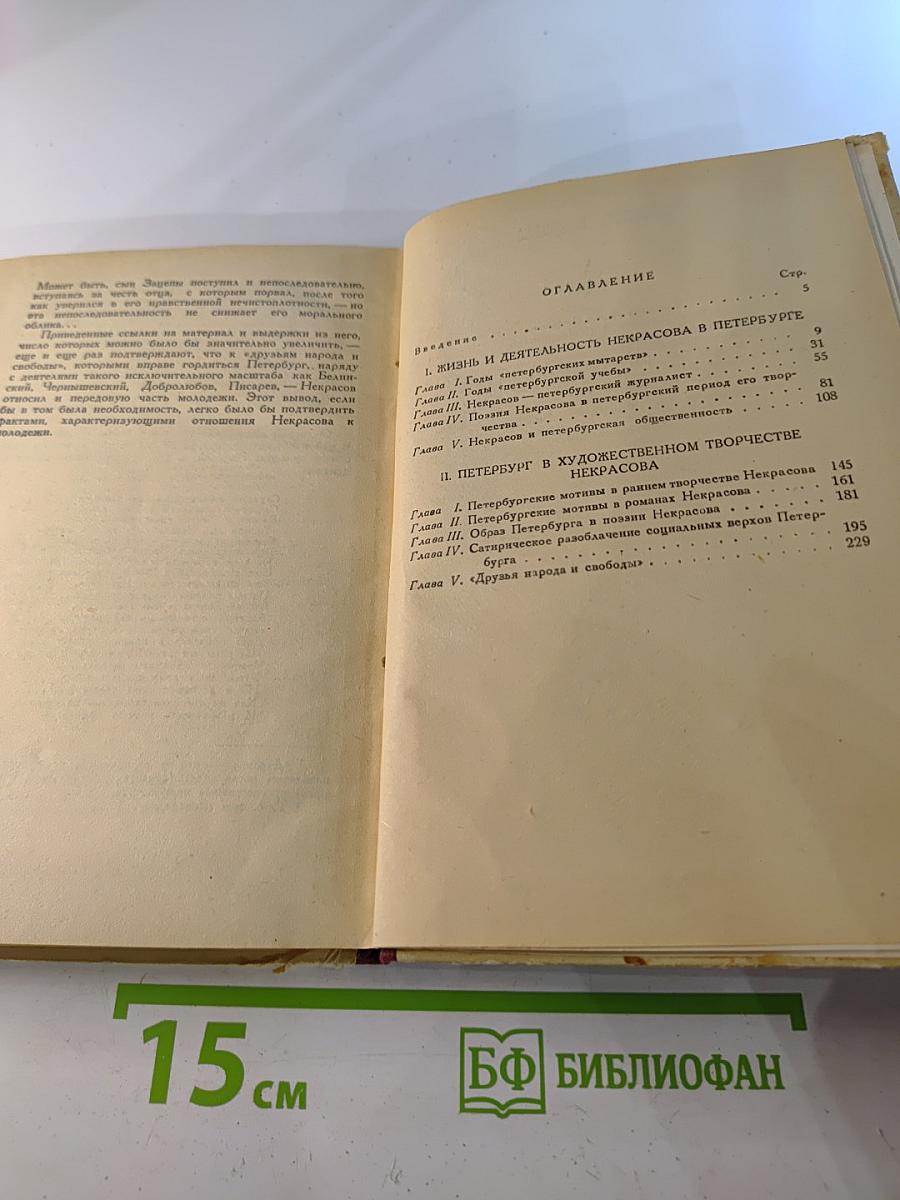 Может быть, сын Зацепы поступил и непоследовательно,
вступаясь за честь отца, с которым порвал, после того
как уверился в его нравственной нечистоплотности, — но
эта непоследовательность не снижает его морального
облика...
Приведенные ссылки на материал и выдержки из него,
число которых можно было бы значительно увеличить, —
еще и еще раз подтверждают, что к «друзьям народа и
свободы», которыми вправе гордиться Петербург, наряду
с деятелями такого исключительного масштаба как Белин-
ский, Чернышевский, Добролюбов, Писарев, — Некрасов
относил и передовую часть молодежи. Этот вывод, если
бы в том была необходимость, легко было бы подтвердить
фактами, характеризующими отношения Некрасова к
молодежи.
ОГЛАВЛЕНИЕ
Стр.
Введение . . . . . . . . . . . . . . . . . . . 5
I. ЖИЗНЬ И ДЕЯТЕЛЬНОСТЬ НЕКРАСОВА В ПЕТЕРБУРГЕ
Глава I. Годы «петербургских мытарств» . . . . . . . . 9
Глава II. Годы «петербургской учебы» . . . . . . . . . 31
Глава III. Некрасов — петербургский журналист . . . . . . 55
Глава IV. Поэзия Некрасова в петербургский период его твор-
чества . . . . . . . . . . . . . . . . . 81
Глава V. Некрасов и петербургская общественность . . . . . 108
II. ПЕТЕРБУРГ В ХУДОЖЕСТВЕННОМ ТВОРЧЕСТВЕ
НЕКРАСОВА
Глава I. Петербургские мотивы в раннем творчестве Некрасова 145
Глава II. Петербургские мотивы в романах Некрасова . . . . . 161
Глава III. Образ Петербурга в поэзии Некрасова . . . . . . . 181
Глава IV. Сатирическое разоблачение социальных верхов Петер-
бурга . . . . . . . . . . . . . . . . . 195
Глава V. «Друзья народа и свободы» . . . . . . . . . . . 229
15 см
БФ БИБЛИОФАН